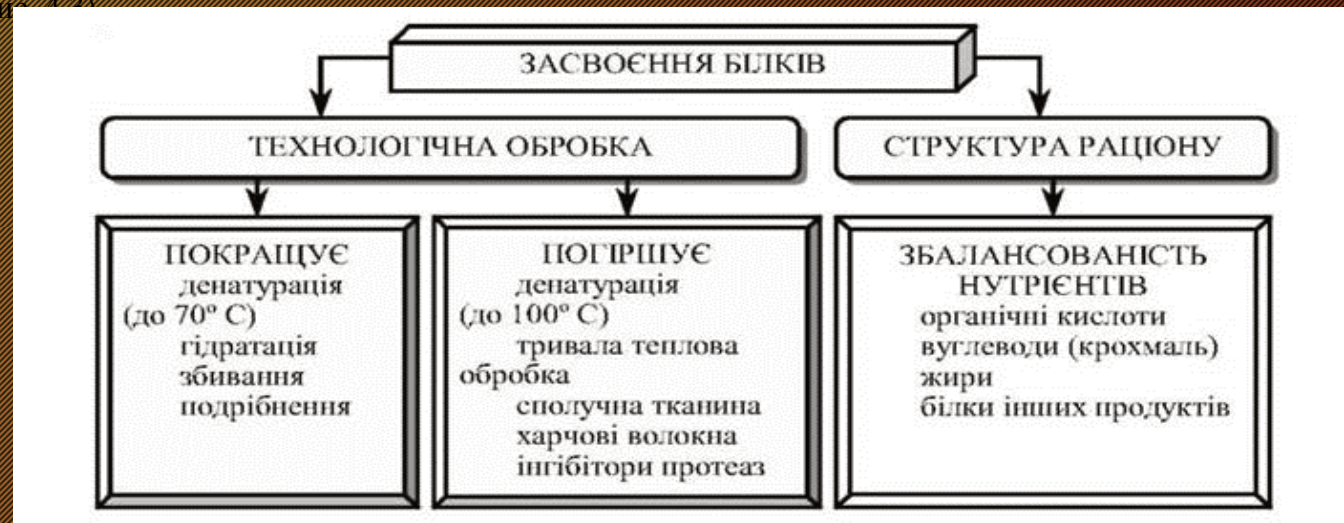 ЗАСВОЄННЯ БІЛКІВ
ТЕХНОЛОГІЧНА ОБРОБКА
СТРУКТУРА РАЦІОНУ
ПОКРАЩУЄ
денатурація
(до 70º С)
гідратація
збивання
подрібнення
ПОГІРШУЄ
денатурація
(до 100º С)
тривала теплова
обробка
сполучна тканина
харчові волокна
інгібітори протеаз
ЗБАЛАНСОВАНІСТЬ
НУТРІЄНТІВ
органічні кислоти
вуглеводи (крохмаль)
жири
білки інших продуктів